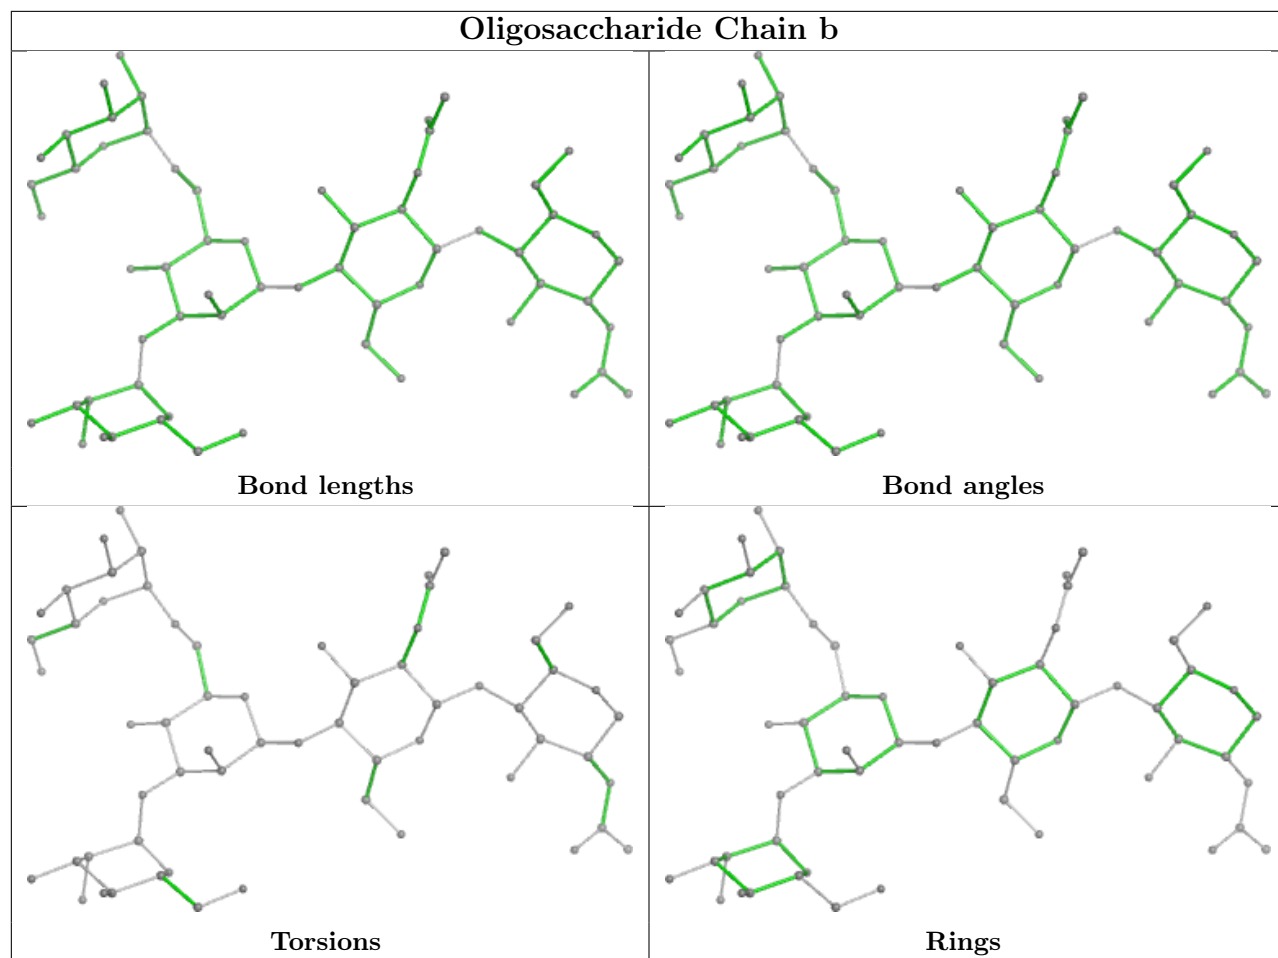 Oligosaccharide Chain b
Bond lengths
Bond angles
Torsions
Rings